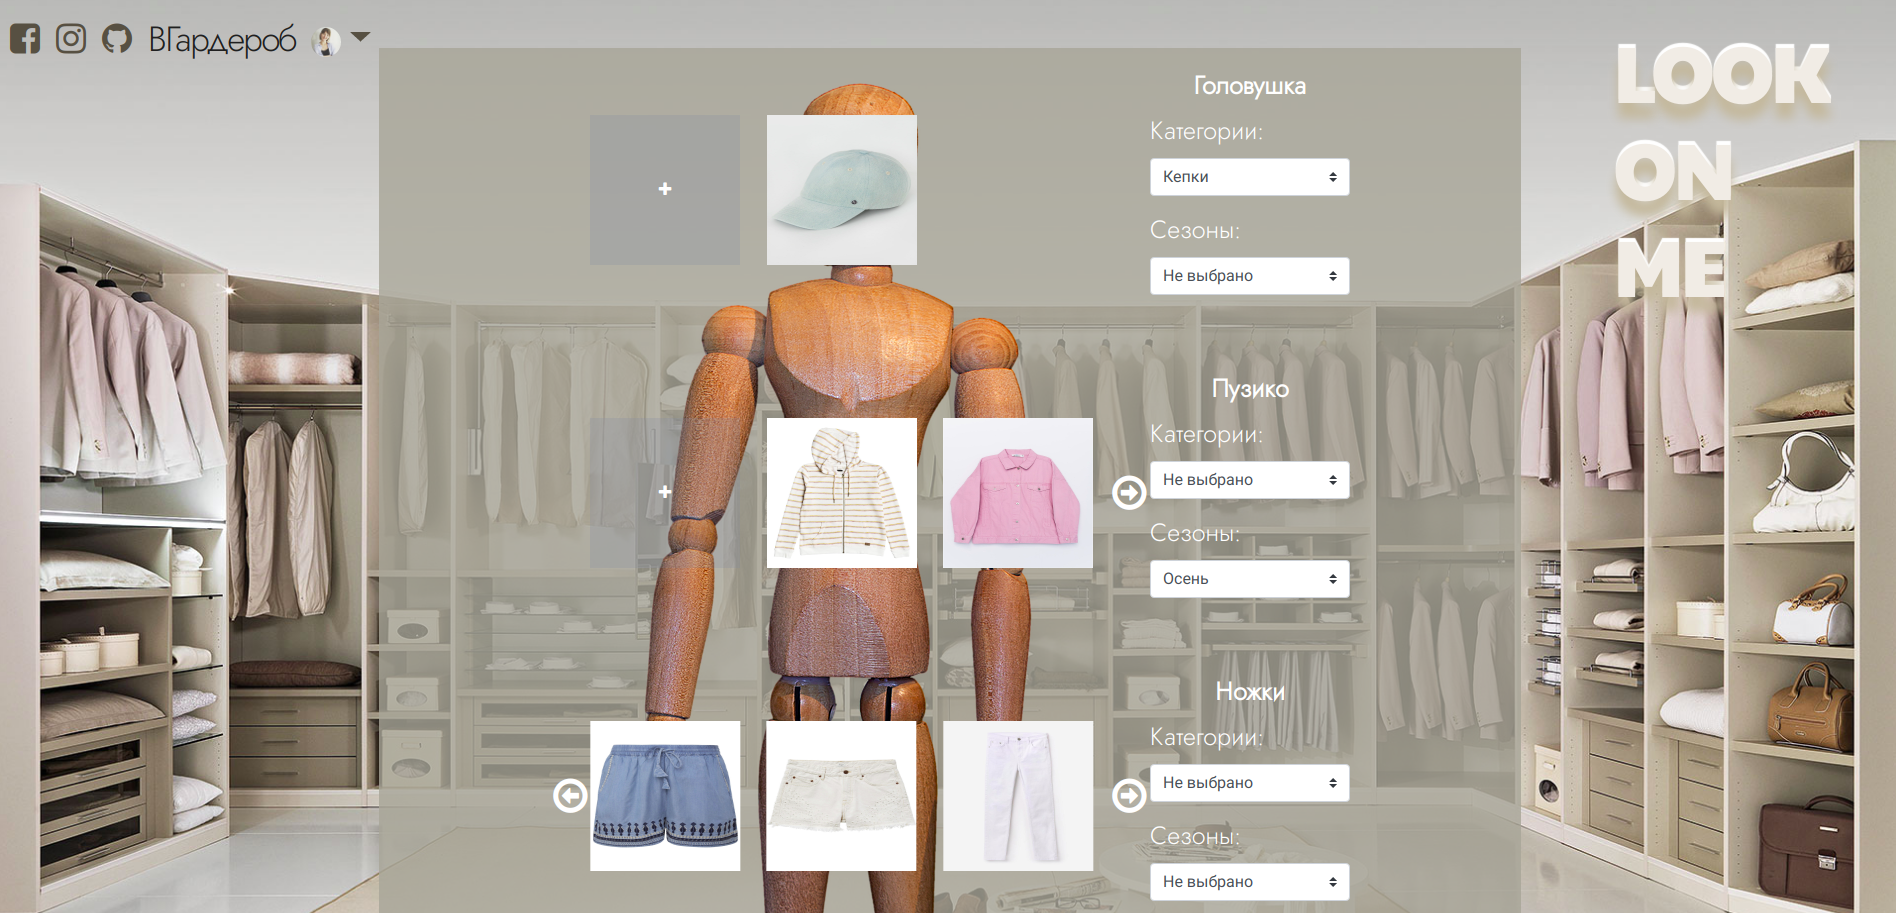 ВГардероб
LOOK
ON
ME
Головушка
Категории:
Кепки
Сезоны:
Не выбрано
+
Пузико
Категории:
Не выбрано
Сезоны:
Осень
+
Ножки
Категории:
Не выбрано
Сезоны:
Не выбрано